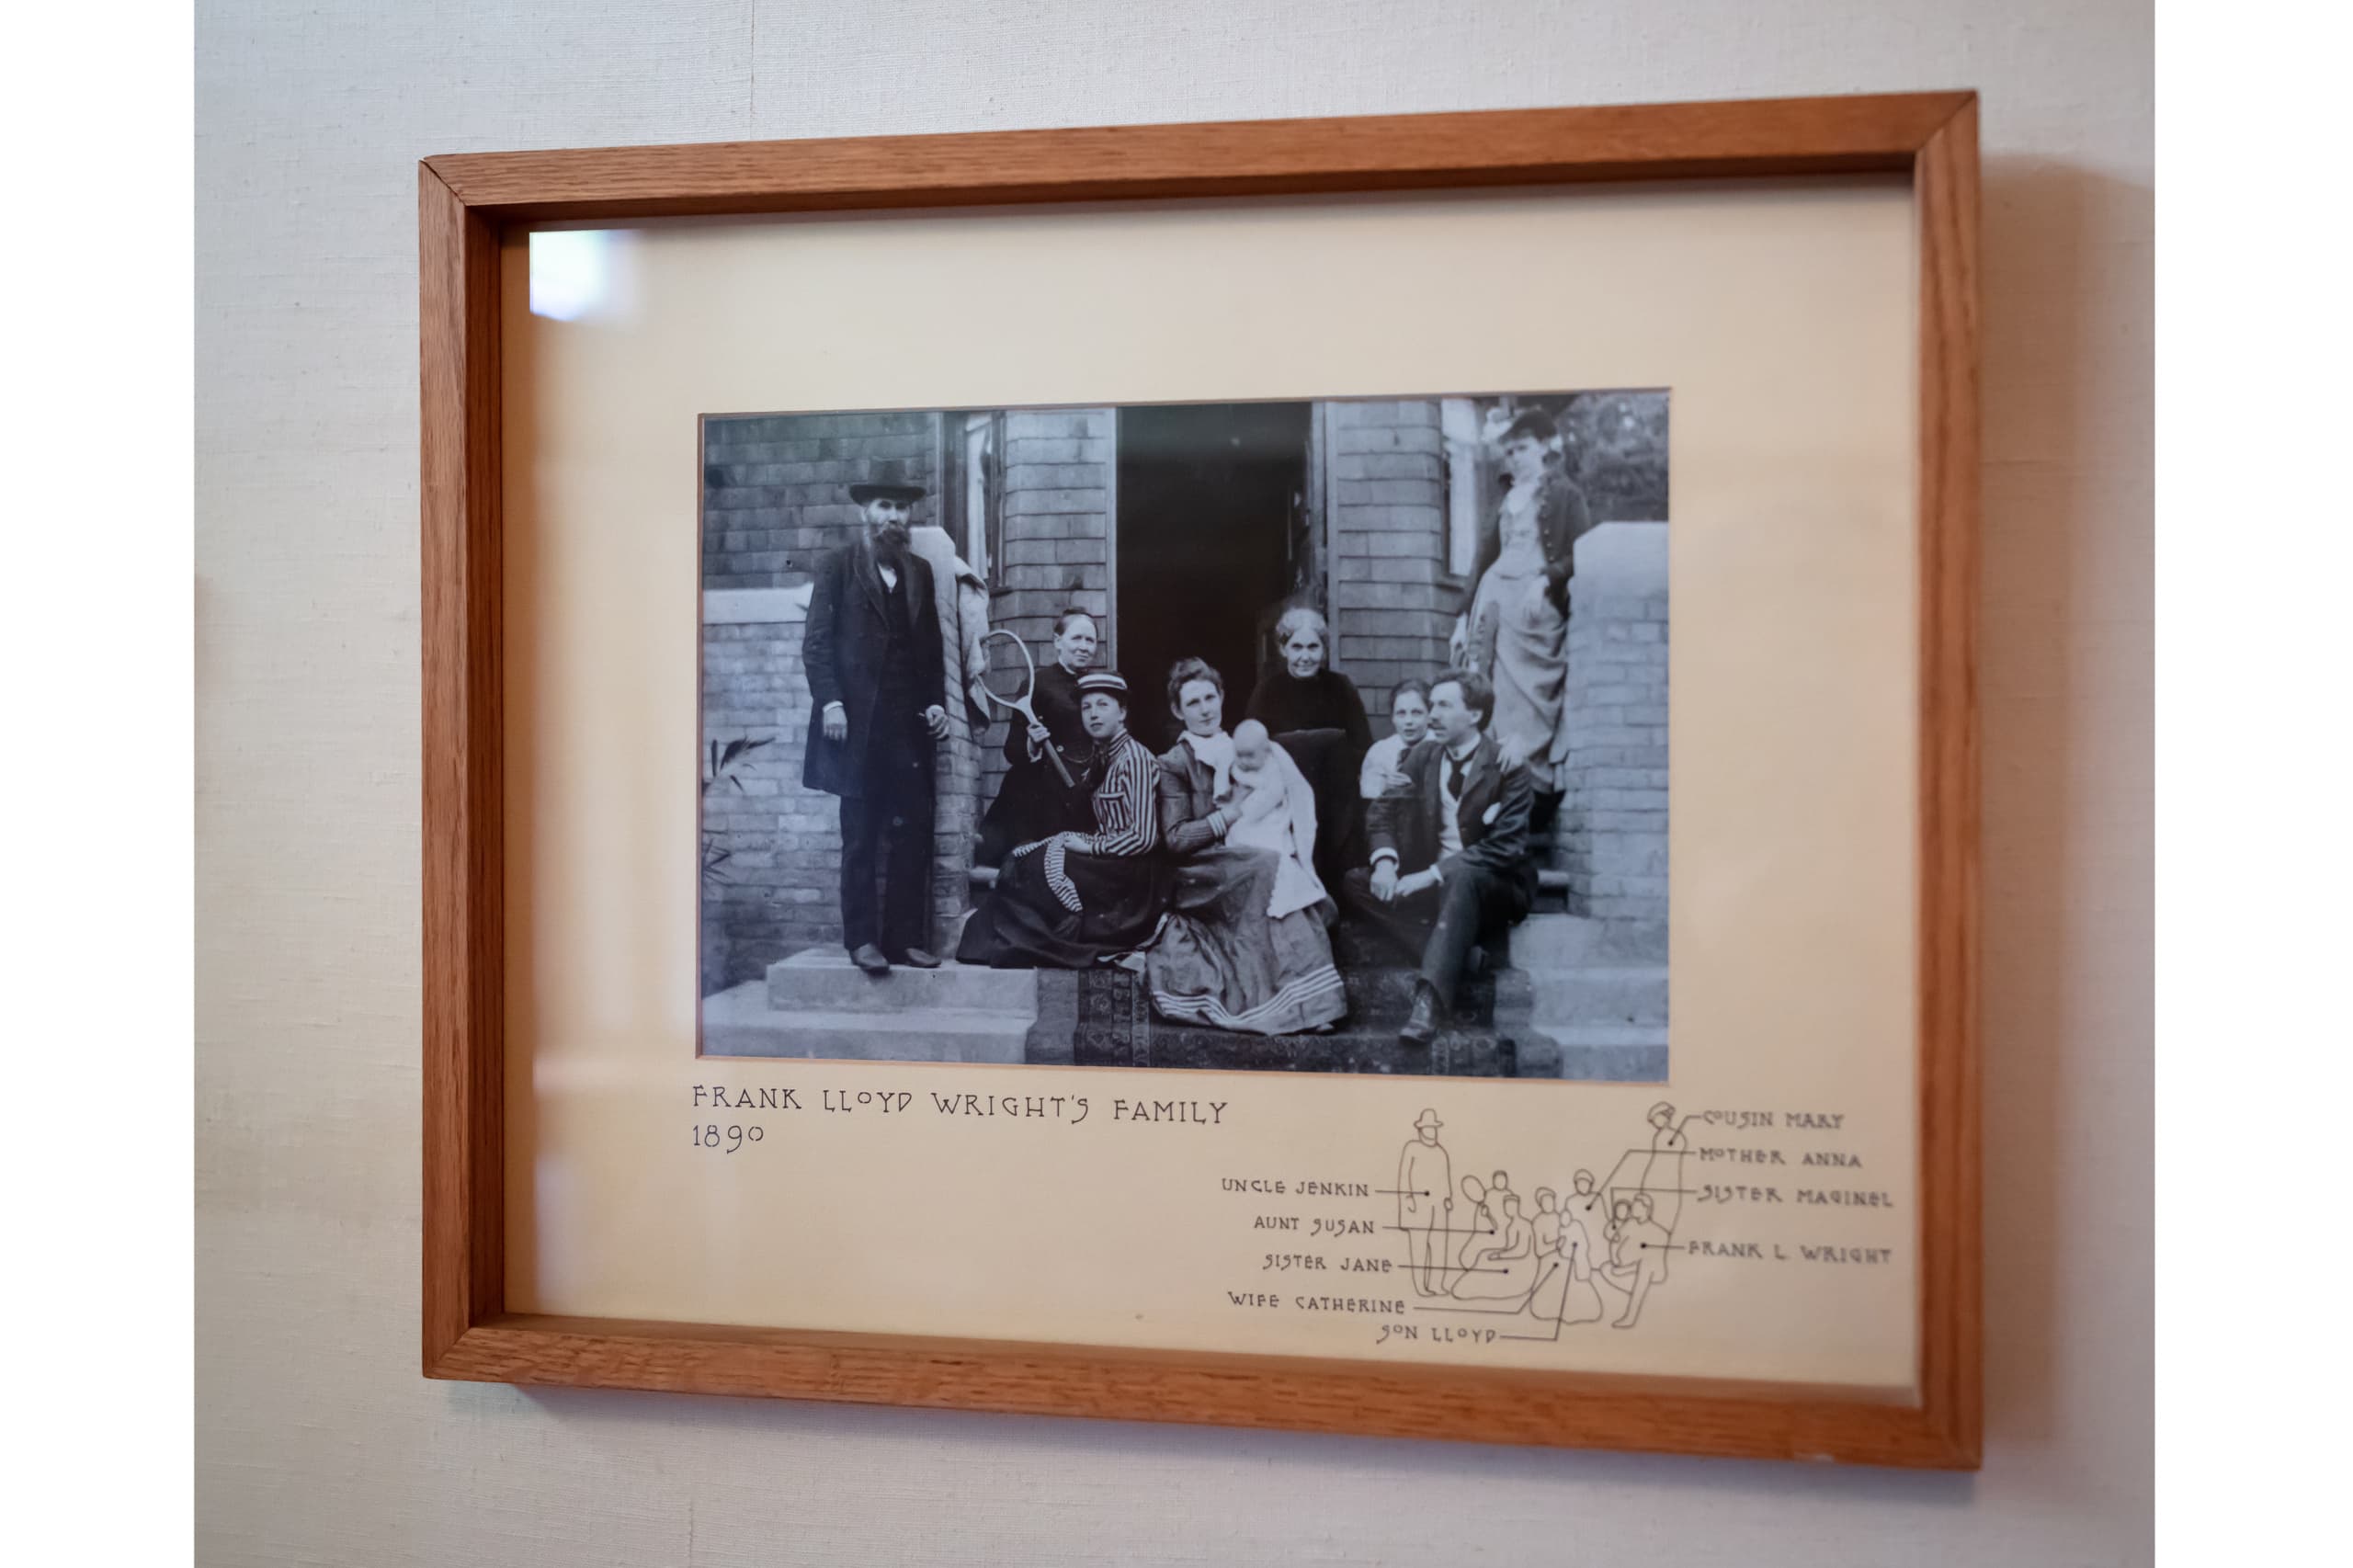 FRANK LLOYD WRIGHT'S FAMILY
1890
UNCLE JENKIN
AUNT SUSAN
SISTER JANE
WIFE CATHERINE
SON LLOYD
COUSIN MARY
MOTHER ANNA
SISTER MAGINEL
FRANK L. WRIGHT